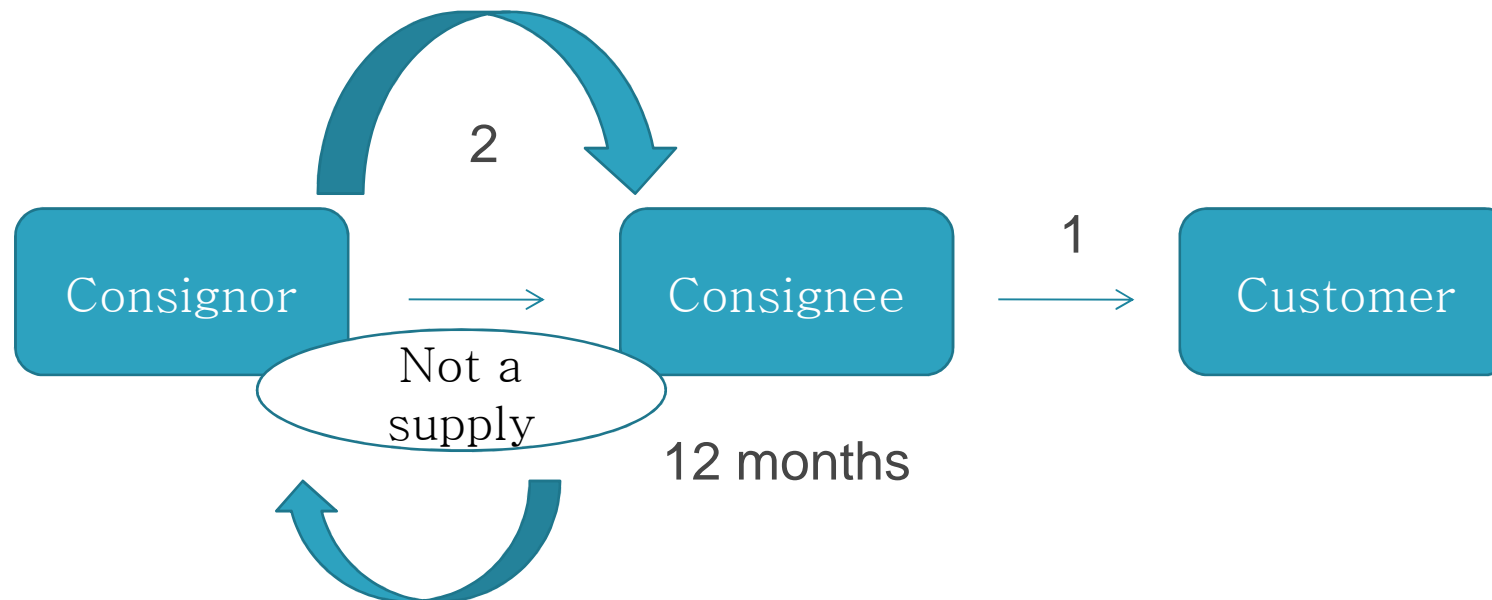 2
1
Consignor
Consignee
Customer
Not a
supply
12 months